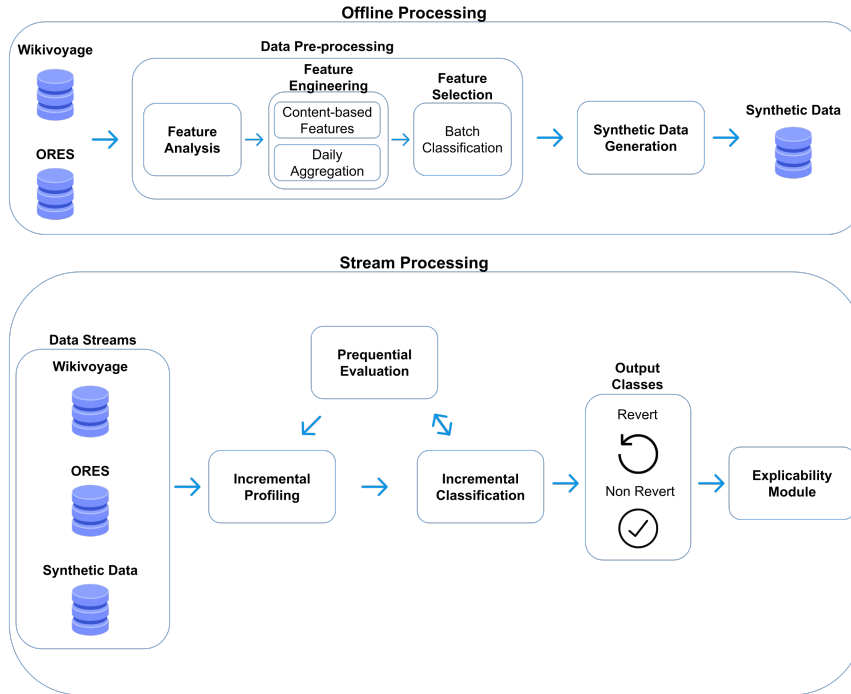 Offline Processing
Wikivoyage
ORES
Data Pre-processing
Feature
Analysis
Feature
Engineering
Content-based
Features
Daily
Aggregation
Feature
Selection
Batch
Classification
Synthetic Data
Generation
Synthetic Data
Stream Processing
Data Streams
Wikivoyage
ORES
Synthetic Data
Prequential
Evaluation
Incremental
Profiling
Incremental
Classification
Output
Classes
Revert
Non Revert
Explicability
Module